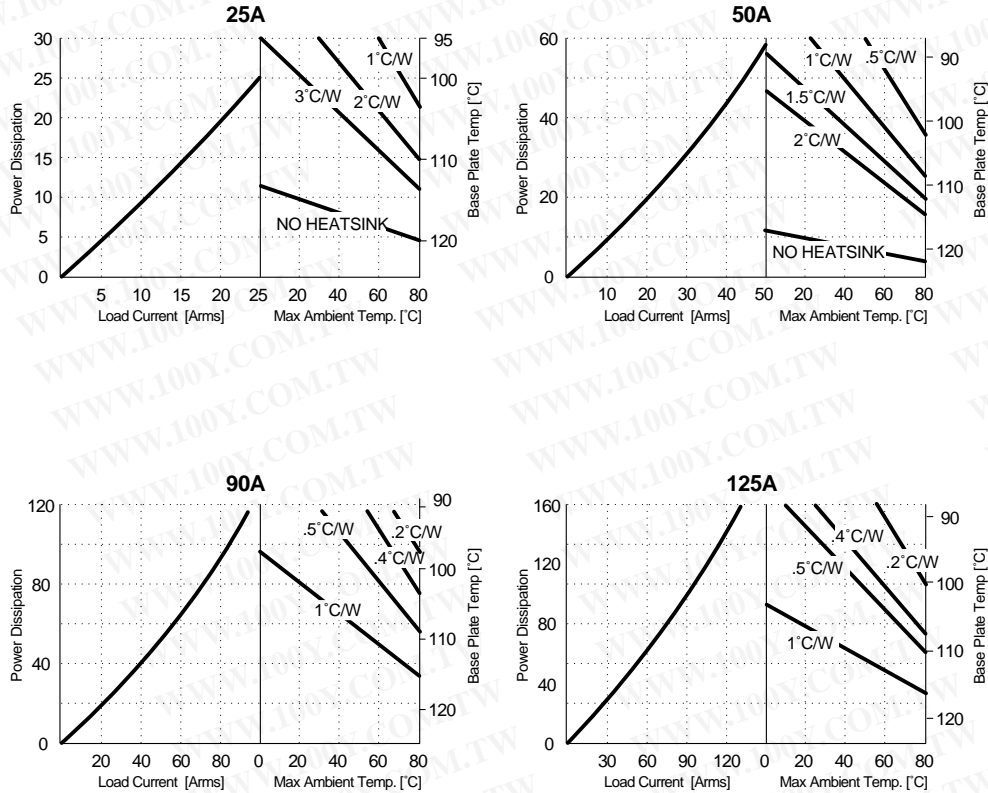 25A
30
25
20
15
10
5
0
Power Dissipation
1˚C/W
2˚C/W
3˚C/W
NO HEATSINK
95
100
110
120
Base Plate Temp [˚C]
5 10 15 20 25 20 40 60 80
Load Current [Arms] Max Ambient Temp. [˚C]
50A
60
40
20
0
Power Dissipation
.5˚C/W
1˚C/W
1.5˚C/W
2˚C/W
NO HEATSINK
90
100
110
120
Base Plate Temp [˚C]
10 20 30 40 50 20 40 60 80
Load Current [Arms] Max Ambient Temp. [˚C]
90A
120
80
40
0
Power Dissipation
.2˚C/W
.4˚C/W
.5˚C/W
1˚C/W
90
100
110
120
Base Plate Temp [˚C]
20 40 60 80 0 20 40 60 80
Load Current [Arms] Max Ambient Temp. [˚C]
125A
160
120
80
40
0
Power Dissipation
.2˚C/W
.4˚C/W
.5˚C/W
1˚C/W
90
100
110
120
Base Plate Temp [˚C]
30 60 90 125 0 20 40 60 80
Load Current [Arms] Max Ambient Temp. [˚C]
WWW.100Y.COM.TW